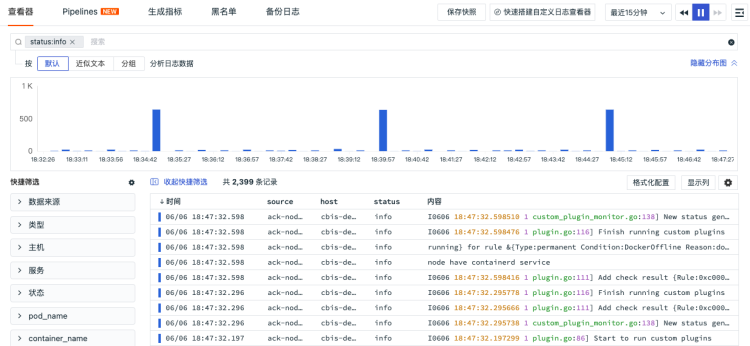 查看器 Pipelines NEW 生成指标 黑名单 备份日志 保存快照 快速搭建自定义日志查看器 最近15分钟
status:info × 搜索
按 默认 近似文本 分组 分析日志数据 隐藏分布图
1 K
500
0
18:32:26 18:33:11 18:33:56 18:34:42 18:35:27 18:36:12 18:36:57 18:37:42 18:38:27 18:39:12 18:39:57 18:40:42 18:41:27 18:42:12 18:42:57 18:43:42 18:44:27 18:45:12 18:45:57 18:46:42 18:47:27
快捷筛选 收起快捷筛选 共 2,399 条记录 格式化配置 显示列
数据来源
类型
主机
服务
状态
pod_name
container_name
时间 source host status 内容
06/06 18:47:32.598 ack-nod... cbis-de... info I0606 18:47:32.598518 1 custom_plugin_monitor.go:138] New status gen...
06/06 18:47:32.598 ack-nod... cbis-de... info I0606 18:47:32.598476 1 plugin.go:116] Finish running custom plugins
06/06 18:47:32.598 ack-nod... cbis-de... info running} for rule &{Type:permanent Condition:DockerOffline Reason:do...
06/06 18:47:32.598 ack-nod... cbis-de... info node have containerd service
06/06 18:47:32.598 ack-nod... cbis-de... info I0606 18:47:32.598416 1 plugin.go:111] Add check result {Rule:0xc000...
06/06 18:47:32.296 ack-nod... cbis-de... info I0606 18:47:32.295778 1 plugin.go:116] Finish running custom plugins
06/06 18:47:32.296 ack-nod... cbis-de... info I0606 18:47:32.295666 1 plugin.go:111] Add check result {Rule:0xc000...
06/06 18:47:32.296 ack-nod... cbis-de... info I0606 18:47:32.295738 1 custom_plugin_monitor.go:138] New status gen...
06/06 18:47:32.197 ack-nod... cbis-de... info I0606 18:47:32.197299 1 plugin.go:86] Start to run custom plugins